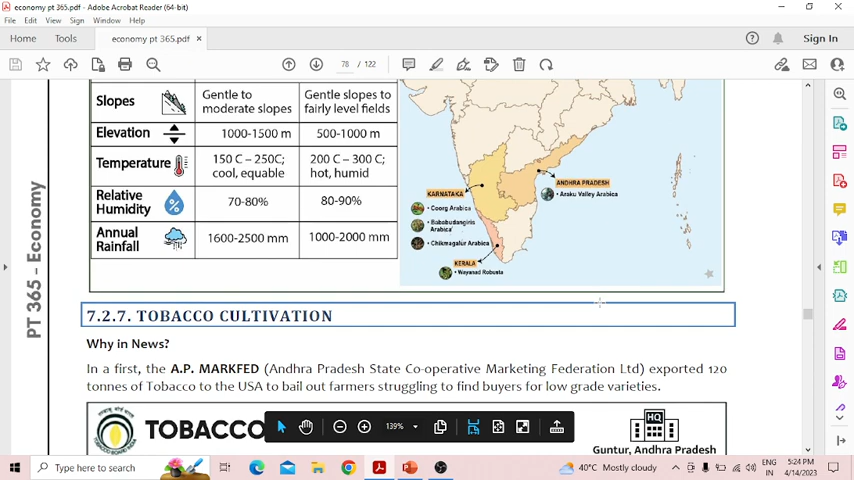 economy pt 365.pdf - Adobe Acrobat Reader (64-bit)
File Edit View Sign Window Help
Home Tools economy pt 365.pdf × Sign In
78 / 122
Slopes Gentle to moderate slopes Gentle slopes to fairly level fields
Elevation 1000-1500 m 500-1000 m
Temperature 150 C – 250C; cool, equable 200 C – 300 C; hot, humid
Relative Humidity 70-80% 80-90%
Annual Rainfall 1600-2500 mm 1000-2000 mm
ANDHRA PRADESH
• Araku Valley Arabica
KARNATAKA
• Coorg Arabica
• Bababudangiris Arabica
• Chikmagalur Arabica
KERALA
• Wayanad Robusta
PT 365 – Economy
7.2.7. TOBACCO CULTIVATION
Why in News?
In a first, the A.P. MARKFED (Andhra Pradesh State Co-operative Marketing Federation Ltd) exported 120
tonnes of Tobacco to the USA to bail out farmers struggling to find buyers for low grade varieties.
TOBACCO
HQ
Guntur, Andhra Pradesh
139%
Type here to search
40°C Mostly cloudy
ENG
IN
5:24 PM
4/14/2023